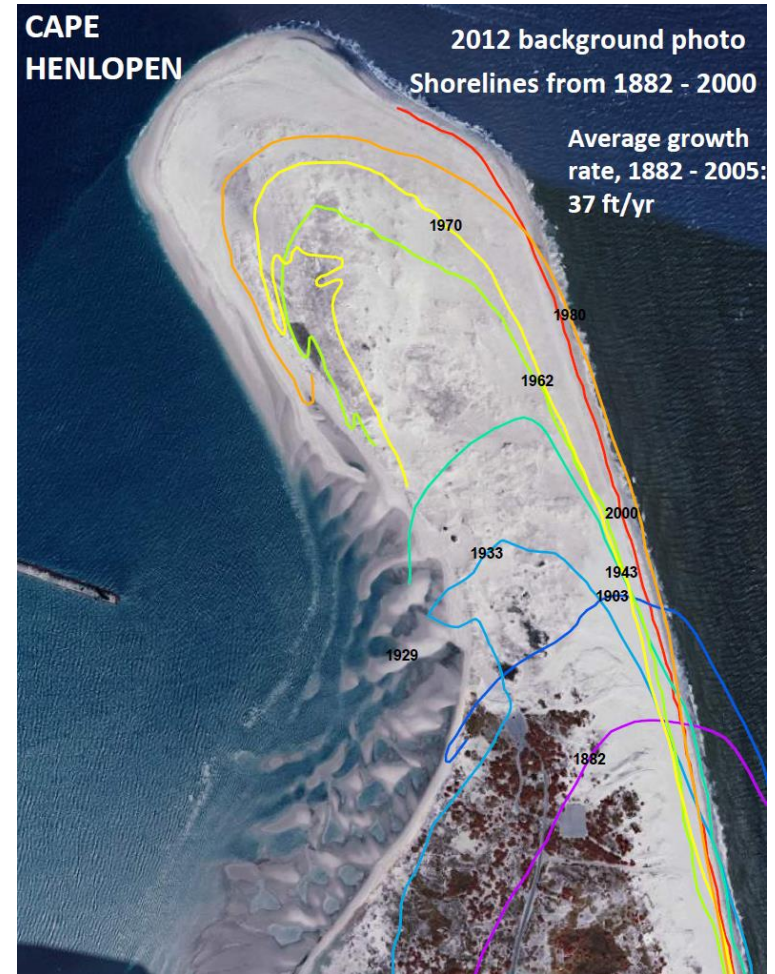 CAPE
HENLOPEN
2012 background photo
Shorelines from 1882 - 2000
Average growth
rate, 1882 - 2005:
37 ft/yr
1970
1980
1962
2000
1933
1943
1903
1929
1882